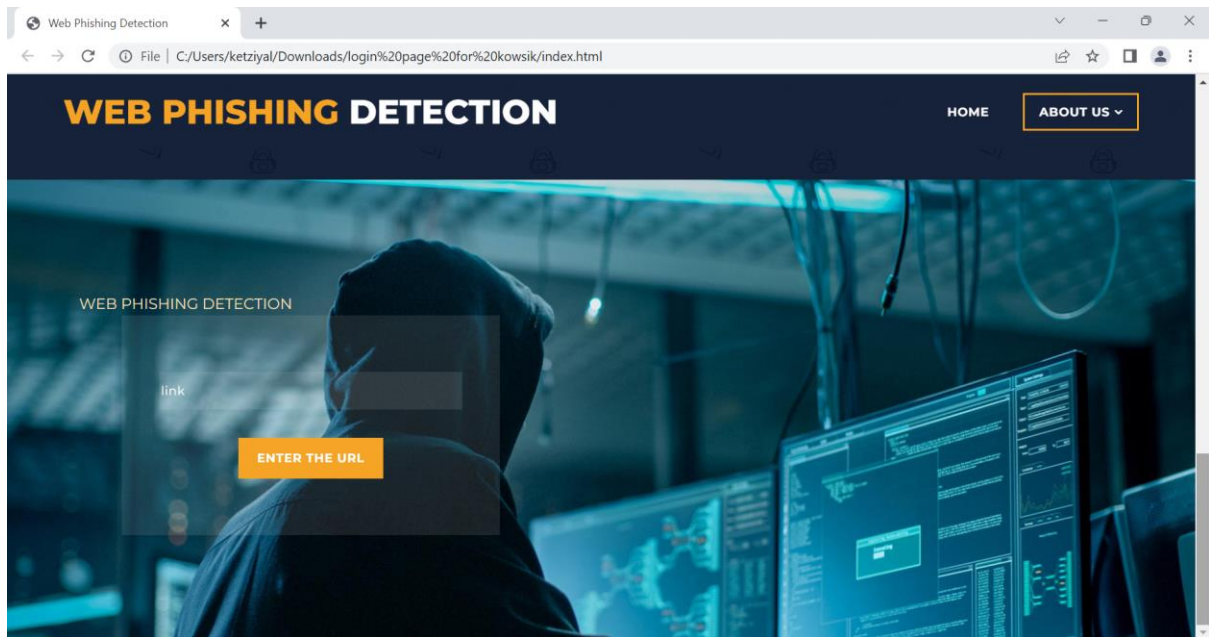 Web Phishing Detection
File | C:/Users/ketziyal/Downloads/login%20page%20for%20kowsik/index.html
WEB PHISHING DETECTION
HOME
ABOUT US
WEB PHISHING DETECTION
link
ENTER THE URL